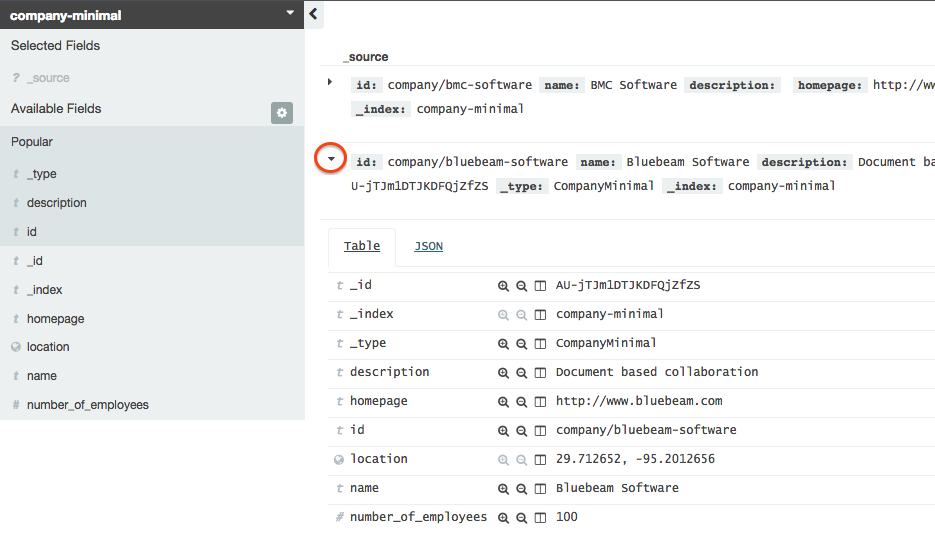 company-minimal
Selected Fields
? _source
Available Fields
Popular
t _type
t description
t id
t _id
t _index
t homepage
location
t name
# number_of_employees
_source
id: company/bmc-software name: BMC Software description: homepage: http://ww
_index: company-minimal
id: company/bluebeam-software name: Bluebeam Software description: Document ba
U-jTJm1DTJKDFQjZfZS _type: CompanyMinimal _index: company-minimal
Table JSON
t _id AU-jTJm1DTJKDFQjZfZS
t _index company-minimal
t _type CompanyMinimal
t description Document based collaboration
t homepage http://www.bluebeam.com
t id company/bluebeam-software
location 29.712652, -95.2012656
t name Bluebeam Software
# number_of_employees 100